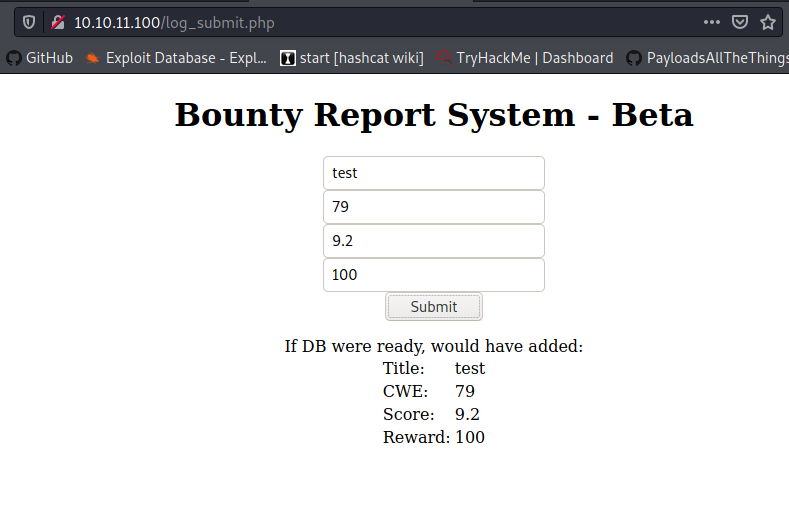 10.10.11.100/log_submit.php
GitHub Exploit Database - Expl... start [hashcat wiki] TryHackMe | Dashboard PayloadsAllTheThings
Bounty Report System - Beta
test
79
9.2
100
Submit
If DB were ready, would have added:
Title: test
CWE: 79
Score: 9.2
Reward: 100